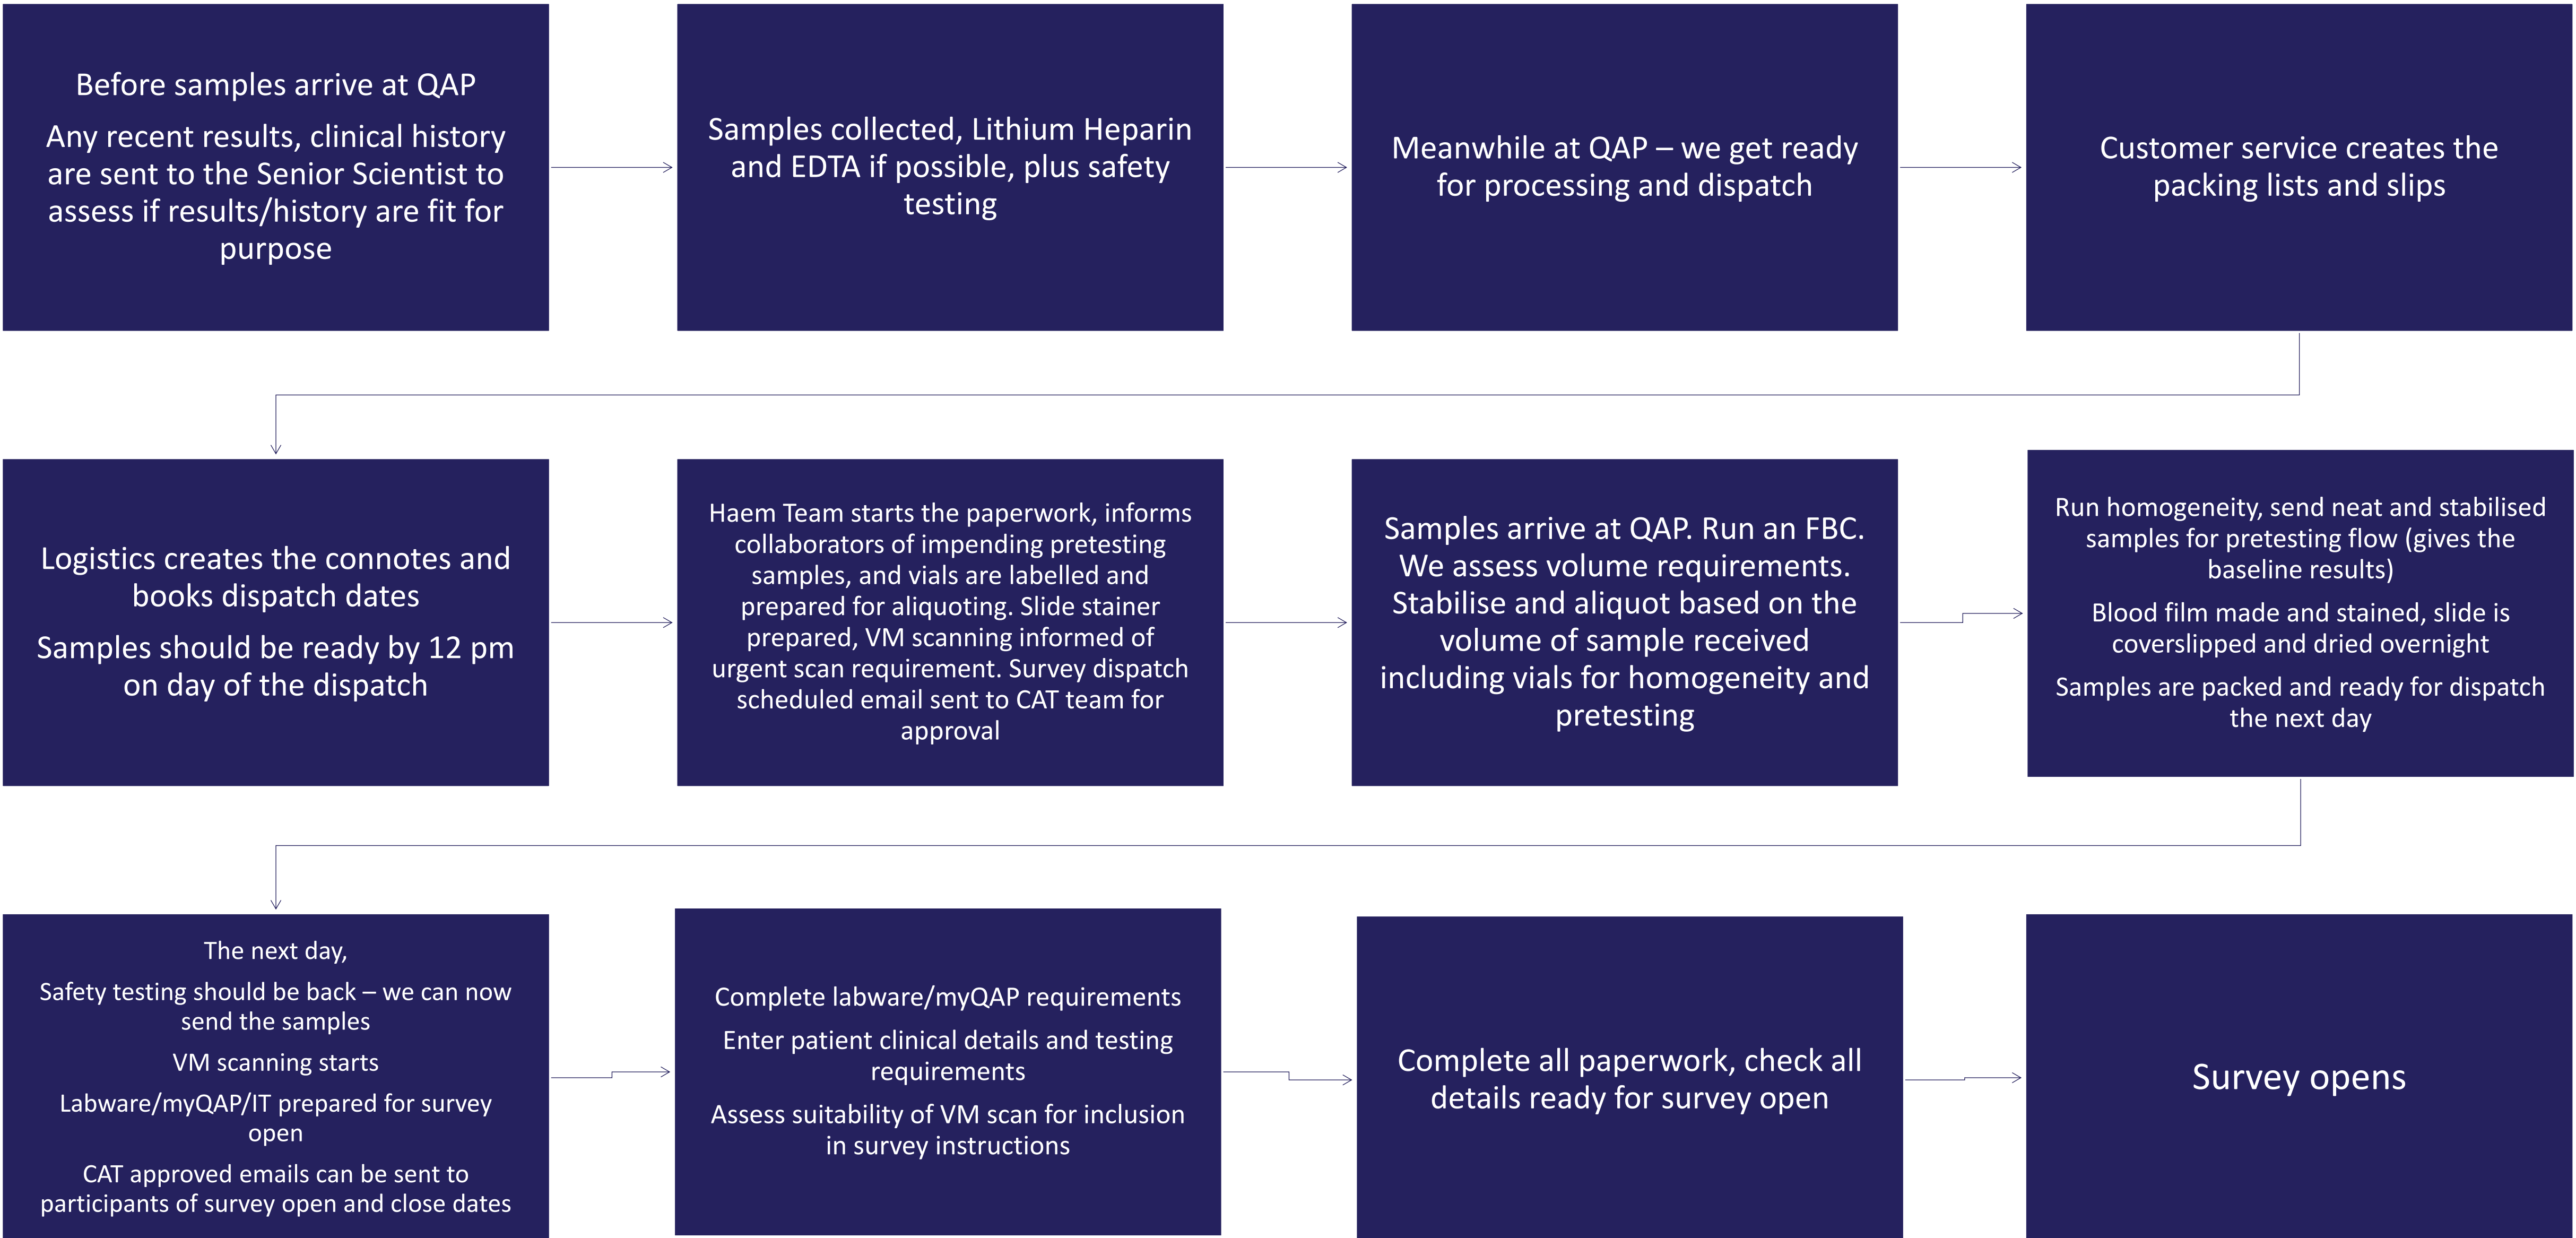 Before samples arrive at QAP
Any recent results, clinical history
are sent to the Senior Scientist to
assess if results/history are fit for
purpose
Samples collected, Lithium Heparin
and EDTA if possible, plus safety
testing
Meanwhile at QAP – we get ready
for processing and dispatch
Customer service creates the
packing lists and slips
Logistics creates the connotes and
books dispatch dates
Samples should be ready by 12 pm
on day of the dispatch
Haem Team starts the paperwork, informs
collaborators of impending pretesting
samples, and vials are labelled and
prepared for aliquoting. Slide stainer
prepared, VM scanning informed of
urgent scan requirement. Survey dispatch
scheduled email sent to CAT team for
approval
Samples arrive at QAP. Run an FBC.
We assess volume requirements.
Stabilise and aliquot based on the
volume of sample received
including vials for homogeneity and
pretesting
Run homogeneity, send neat and stabilised
samples for pretesting flow (gives the
baseline results)
Blood film made and stained, slide is
coverslipped and dried overnight
Samples are packed and ready for dispatch
the next day
The next day,
Safety testing should be back – we can now
send the samples
VM scanning starts
Labware/myQAP/IT prepared for survey
open
CAT approved emails can be sent to
participants of survey open and close dates
Complete labware/myQAP requirements
Enter patient clinical details and testing
requirements
Assess suitability of VM scan for inclusion
in survey instructions
Complete all paperwork, check all
details ready for survey open
Survey opens